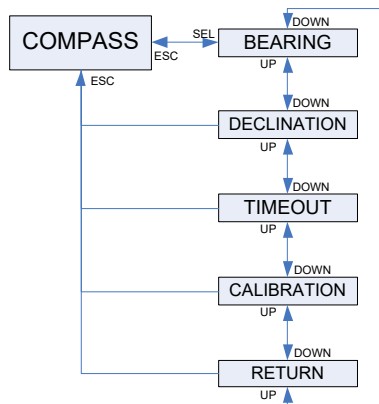 DOWN
COMPASS
SEL
BEARING
ESC
ESC
UP
DOWN
DECLINATION
UP
DOWN
TIMEOUT
UP
DOWN
CALIBRATION
UP
DOWN
RETURN
UP